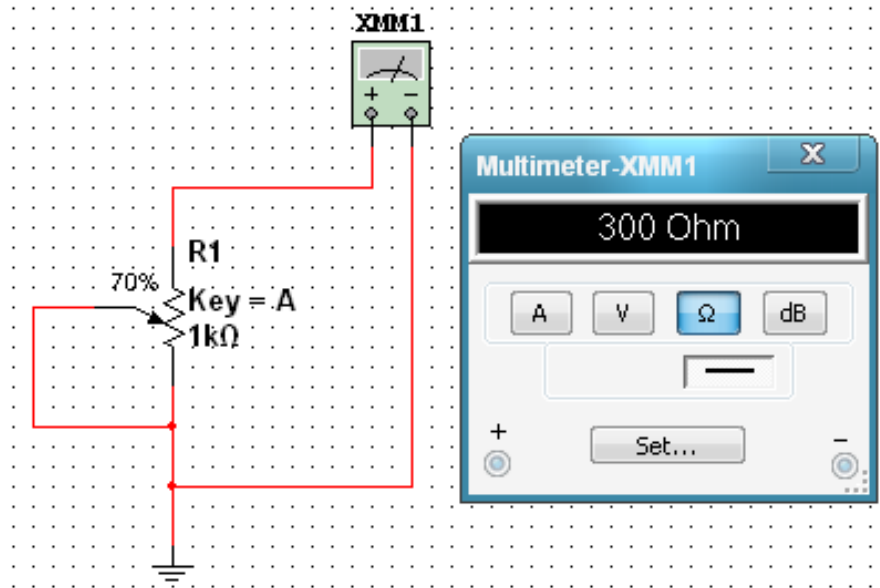 XMM1
+ −
R1
70%
Key = A
1kΩ
Multimeter-XMM1
X
300 Ohm
A V Ω dB
+ −
Set...